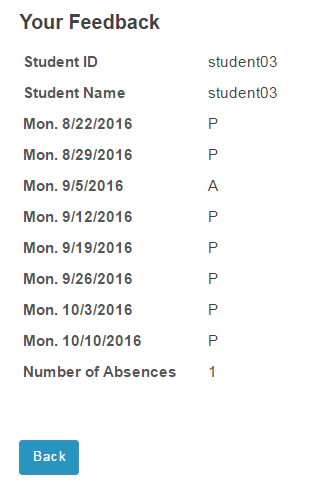 Your Feedback
Student ID student03
Student Name student03
Mon. 8/22/2016 P
Mon. 8/29/2016 P
Mon. 9/5/2016 A
Mon. 9/12/2016 P
Mon. 9/19/2016 P
Mon. 9/26/2016 P
Mon. 10/3/2016 P
Mon. 10/10/2016 P
Number of Absences 1
Back